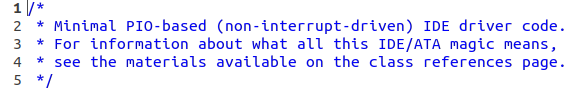 1 /*
2  * Minimal PIO-based (non-interrupt-driven) IDE driver code.
3  * For information about what all this IDE/ATA magic means,
4  * see the materials available on the class references page.
5  */